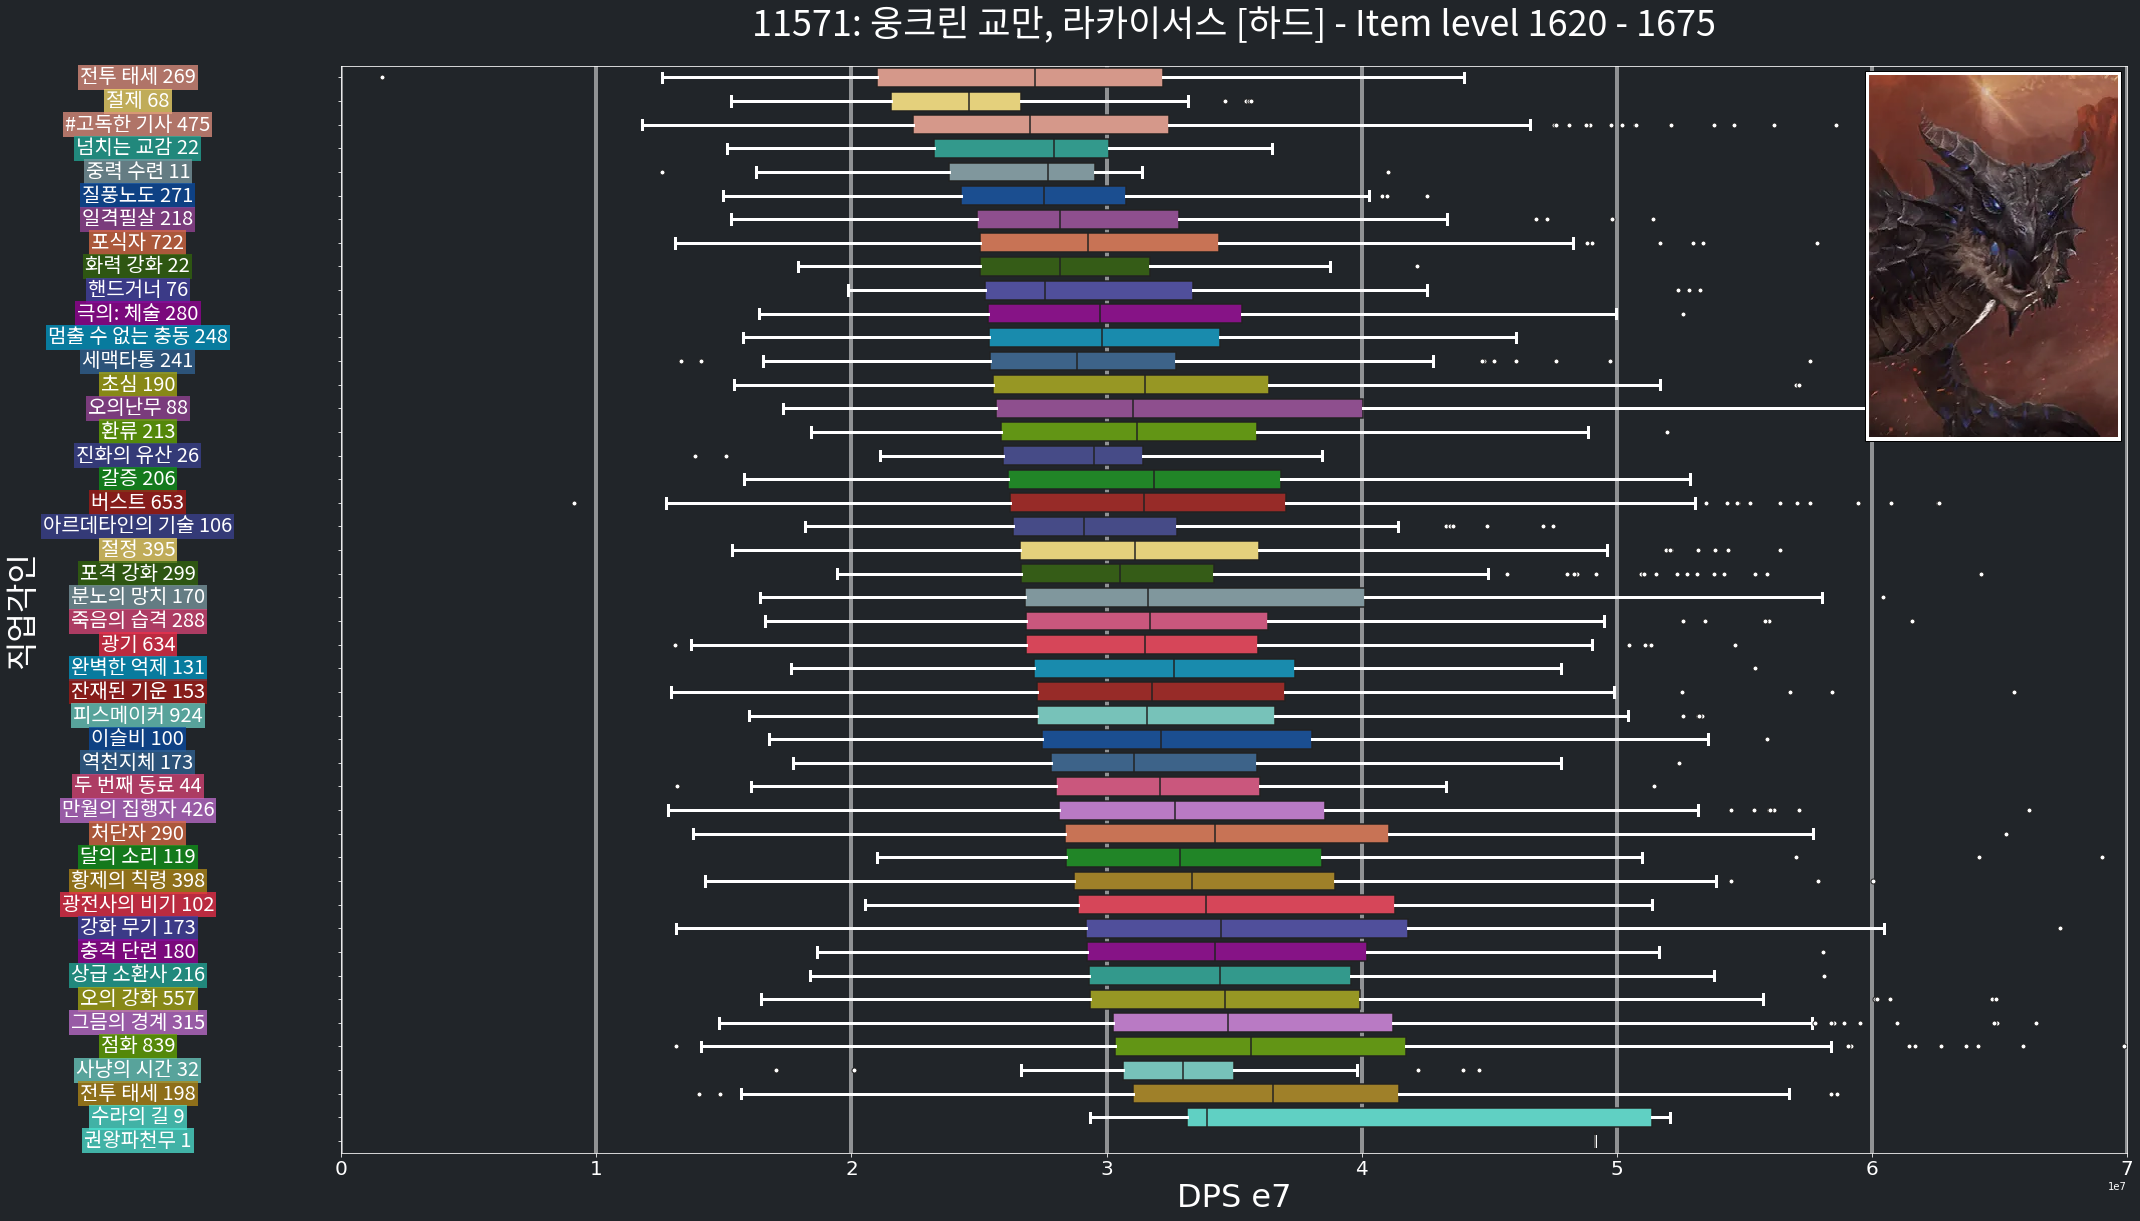 11571: 웅크린 교만, 라카이서스 [하드] - Item level 1620 - 1675
직업각인
전투 태세 269
절제 68
#고독한 기사 475
넘치는 교감 22
중력 수련 11
질풍노도 271
일격필살 218
포식자 722
화력 강화 22
핸드거너 76
극의: 체술 280
멈출 수 없는 충동 248
세맥타통 241
초심 190
오의난무 88
환류 213
진화의 유산 26
갈증 206
버스트 653
아르데타인의 기술 106
절정 395
포격 강화 299
분노의 망치 170
죽음의 습격 288
광기 634
완벽한 억제 131
잔재된 기운 153
피스메이커 924
이슬비 100
역천지체 173
두 번째 동료 44
만월의 집행자 426
처단자 290
달의 소리 119
황제의 칙령 398
광전사의 비기 102
강화 무기 173
충격 단련 180
상급 소환사 216
오의 강화 557
그믐의 경계 315
점화 839
사냥의 시간 32
전투 태세 198
수라의 길 9
권왕파천무 1
0 1 2 3 4 5 6 7
1e7
DPS e7